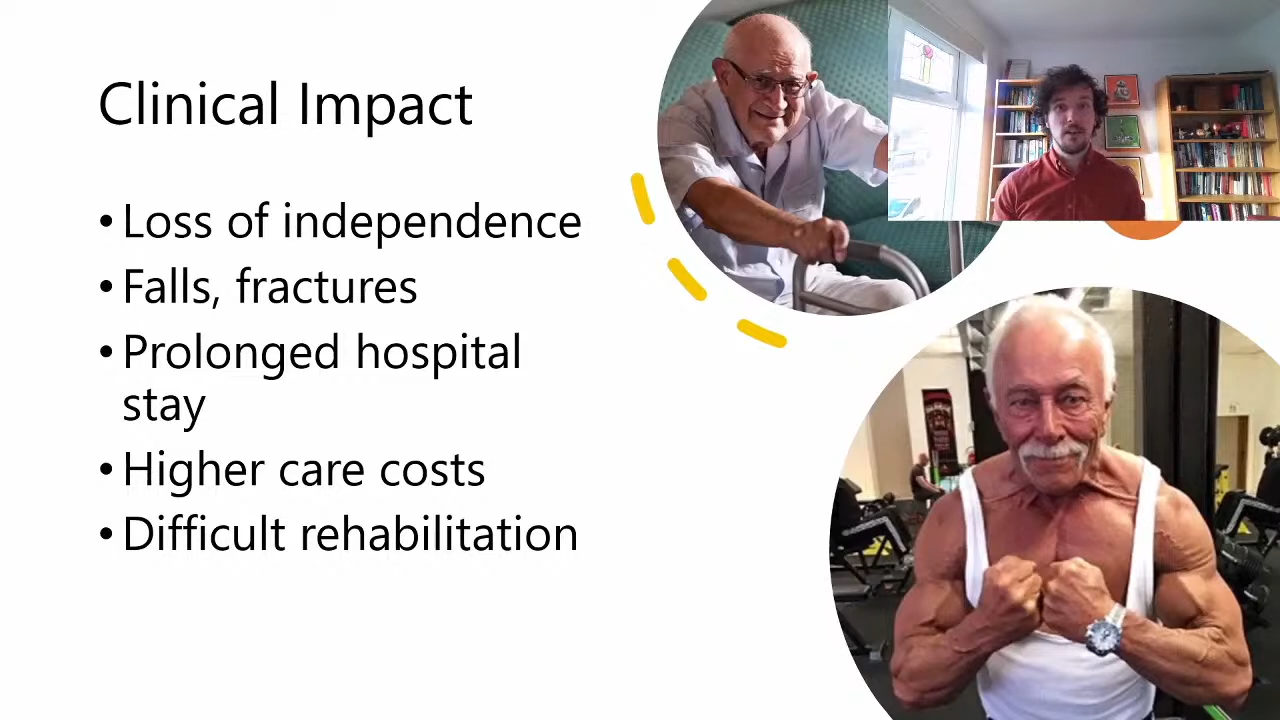 Clinical Impact
• Loss of independence
• Falls, fractures
• Prolonged hospital
stay
• Higher care costs
• Difficult rehabilitation